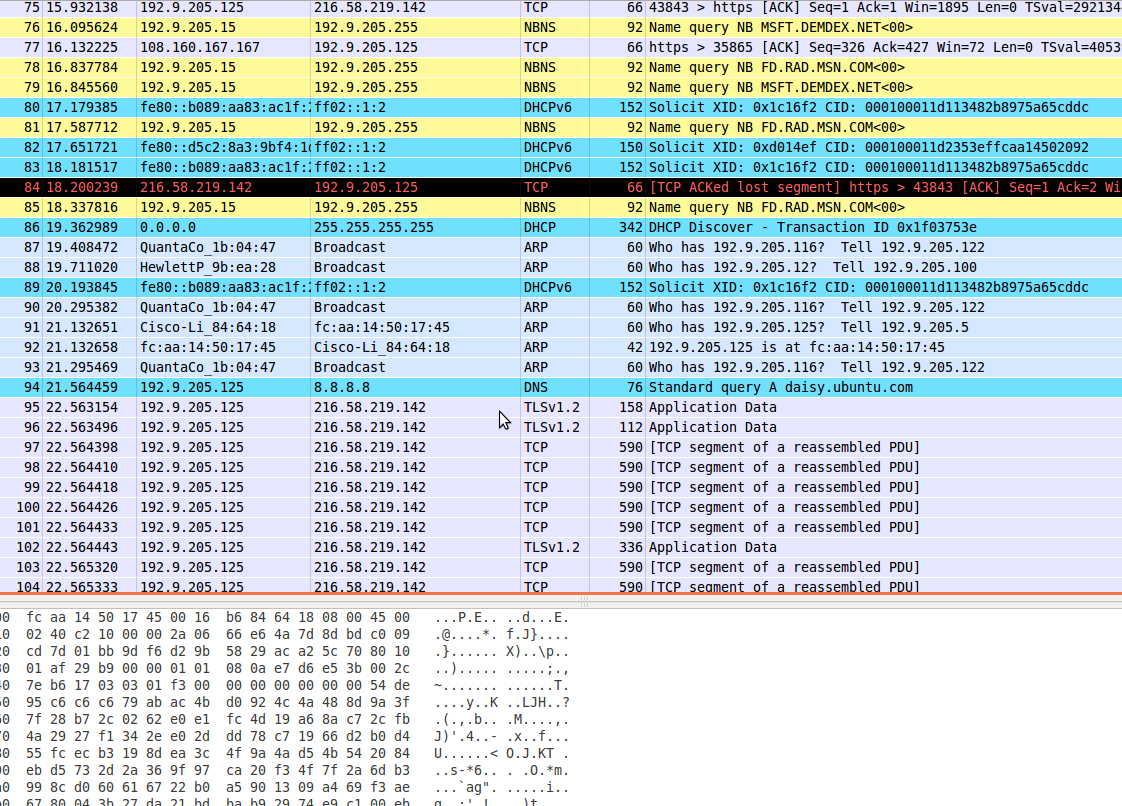 75 15.932138 192.9.205.125 216.58.219.142 TCP 66 43843 > https [ACK] Seq=1 Ack=1 Win=1895 Len=0 TSval=292134
76 16.095624 192.9.205.15 192.9.205.255 NBNS 92 Name query NB MSFT.DEMDEX.NET<00>
77 16.132225 108.160.167.167 192.9.205.125 TCP 66 https > 35865 [ACK] Seq=326 Ack=427 Win=72 Len=0 TSval=4053
78 16.837784 192.9.205.15 192.9.205.255 NBNS 92 Name query NB FD.RAD.MSN.COM<00>
79 16.845560 192.9.205.15 192.9.205.255 NBNS 92 Name query NB MSFT.DEMDEX.NET<00>
80 17.179385 fe80::b089:aa83:ac1f: ff02::1:2 DHCPv6 152 Solicit XID: 0x1c16f2 CID: 000100011d113482b8975a65cddc
81 17.587712 192.9.205.15 192.9.205.255 NBNS 92 Name query NB FD.RAD.MSN.COM<00>
82 17.651721 fe80::d5c2:8a3:9bf4:1 ff02::1:2 DHCPv6 150 Solicit XID: 0xd014ef CID: 000100011d2353effcaa14502092
83 18.181517 fe80::b089:aa83:ac1f: ff02::1:2 DHCPv6 152 Solicit XID: 0x1c16f2 CID: 000100011d113482b8975a65cddc
84 18.200239 216.58.219.142 192.9.205.125 TCP 66 [TCP ACKed lost segment] https > 43843 [ACK] Seq=1 Ack=2 Wi
85 18.337816 192.9.205.15 192.9.205.255 NBNS 92 Name query NB FD.RAD.MSN.COM<00>
86 19.362989 0.0.0.0 255.255.255.255 DHCP 342 DHCP Discover - Transaction ID 0x1f03753e
87 19.408472 QuantaCo_1b:04:47 Broadcast ARP 60 Who has 192.9.205.116? Tell 192.9.205.122
88 19.711020 HewlettP_9b:ea:28 Broadcast ARP 60 Who has 192.9.205.12? Tell 192.9.205.100
89 20.193845 fe80::b089:aa83:ac1f: ff02::1:2 DHCPv6 152 Solicit XID: 0x1c16f2 CID: 000100011d113482b8975a65cddc
90 20.295382 QuantaCo_1b:04:47 Broadcast ARP 60 Who has 192.9.205.116? Tell 192.9.205.122
91 21.132651 Cisco-Li_84:64:18 fc:aa:14:50:17:45 ARP 60 Who has 192.9.205.125? Tell 192.9.205.5
92 21.132658 fc:aa:14:50:17:45 Cisco-Li_84:64:18 ARP 42 192.9.205.125 is at fc:aa:14:50:17:45
93 21.295469 QuantaCo_1b:04:47 Broadcast ARP 60 Who has 192.9.205.116? Tell 192.9.205.122
94 21.564459 192.9.205.125 8.8.8.8 DNS 76 Standard query A daisy.ubuntu.com
95 22.563154 192.9.205.125 216.58.219.142 TLSv1.2 158 Application Data
96 22.563496 192.9.205.125 216.58.219.142 TLSv1.2 112 Application Data
97 22.564398 192.9.205.125 216.58.219.142 TCP 590 [TCP segment of a reassembled PDU]
98 22.564410 192.9.205.125 216.58.219.142 TCP 590 [TCP segment of a reassembled PDU]
99 22.564418 192.9.205.125 216.58.219.142 TCP 590 [TCP segment of a reassembled PDU]
100 22.564426 192.9.205.125 216.58.219.142 TCP 590 [TCP segment of a reassembled PDU]
101 22.564433 192.9.205.125 216.58.219.142 TCP 590 [TCP segment of a reassembled PDU]
102 22.564443 192.9.205.125 216.58.219.142 TLSv1.2 336 Application Data
103 22.565320 192.9.205.125 216.58.219.142 TCP 590 [TCP segment of a reassembled PDU]
104 22.565333 192.9.205.125 216.58.219.142 TCP 590 [TCP segment of a reassembled PDU]
0 fc aa 14 50 17 45 00 16 b6 84 64 18 08 00 45 00 ...P.E.. ..d...E.
0 02 40 c2 10 00 00 2a 06 66 e6 4a 7d 8d bd c0 09 .@....*. f.J}....
0 cd 7d 01 bb 9d f6 d2 9b 58 29 ac a2 5c 70 80 10 .}...... X)..\p..
0 01 af 29 b9 00 00 01 01 08 0a e7 d6 e5 3b 00 2c ..)..... .....;.,
0 7e b6 17 03 03 01 f3 00 00 00 00 00 00 00 54 de ~....... ......T.
0 95 c6 c6 c6 79 ab ac 4b d0 92 4c 4a 48 8d 9a 3f ....y..K ..LJH..?
0 7f 28 b7 2c 02 62 e0 e1 fc 4d 19 a6 8a c7 2c fb .(.,.b.. .M....,.
0 4a 29 27 f1 34 2e e0 2d dd 78 c7 19 66 d2 b0 d4 J)'.4..- .x..f...
0 55 fc ec b3 19 8d ea 3c 4f 9a 4a d5 4b 54 20 84 U......< O.J.KT .
0 eb d5 73 2d 2a 36 9f 97 ca 20 f3 4f 7f 2a 6d b3 ..s-*6.. . .O.*m.
0 99 8c d0 60 61 67 22 b0 a5 90 13 09 a4 69 f3 ae ...`ag". .....i..
0 67 80 04 3b 27 da 21 bd ba b9 29 74 e9 c1 00 eb g..;'.!. ..)t....